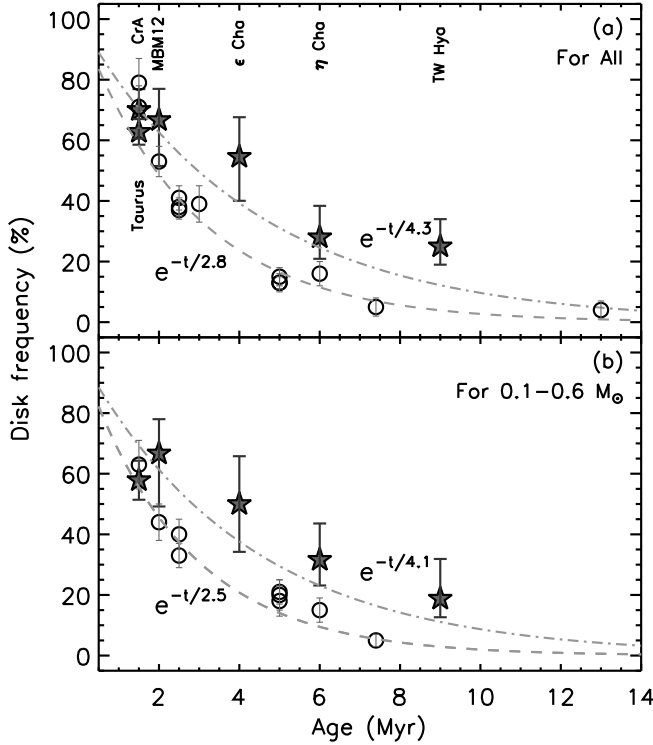 (a)
For All
CrA
MBM12
ϵ Cha
η Cha
TW Hya
Taurus
e^{-t/4.3}
e^{-t/2.8}
100
80
60
40
20
0
Disk frequency (%)
(b)
For 0.1−0.6 M⊙
e^{-t/4.1}
e^{-t/2.5}
100
80
60
40
20
0
2 4 6 8 10 12 14
Age (Myr)